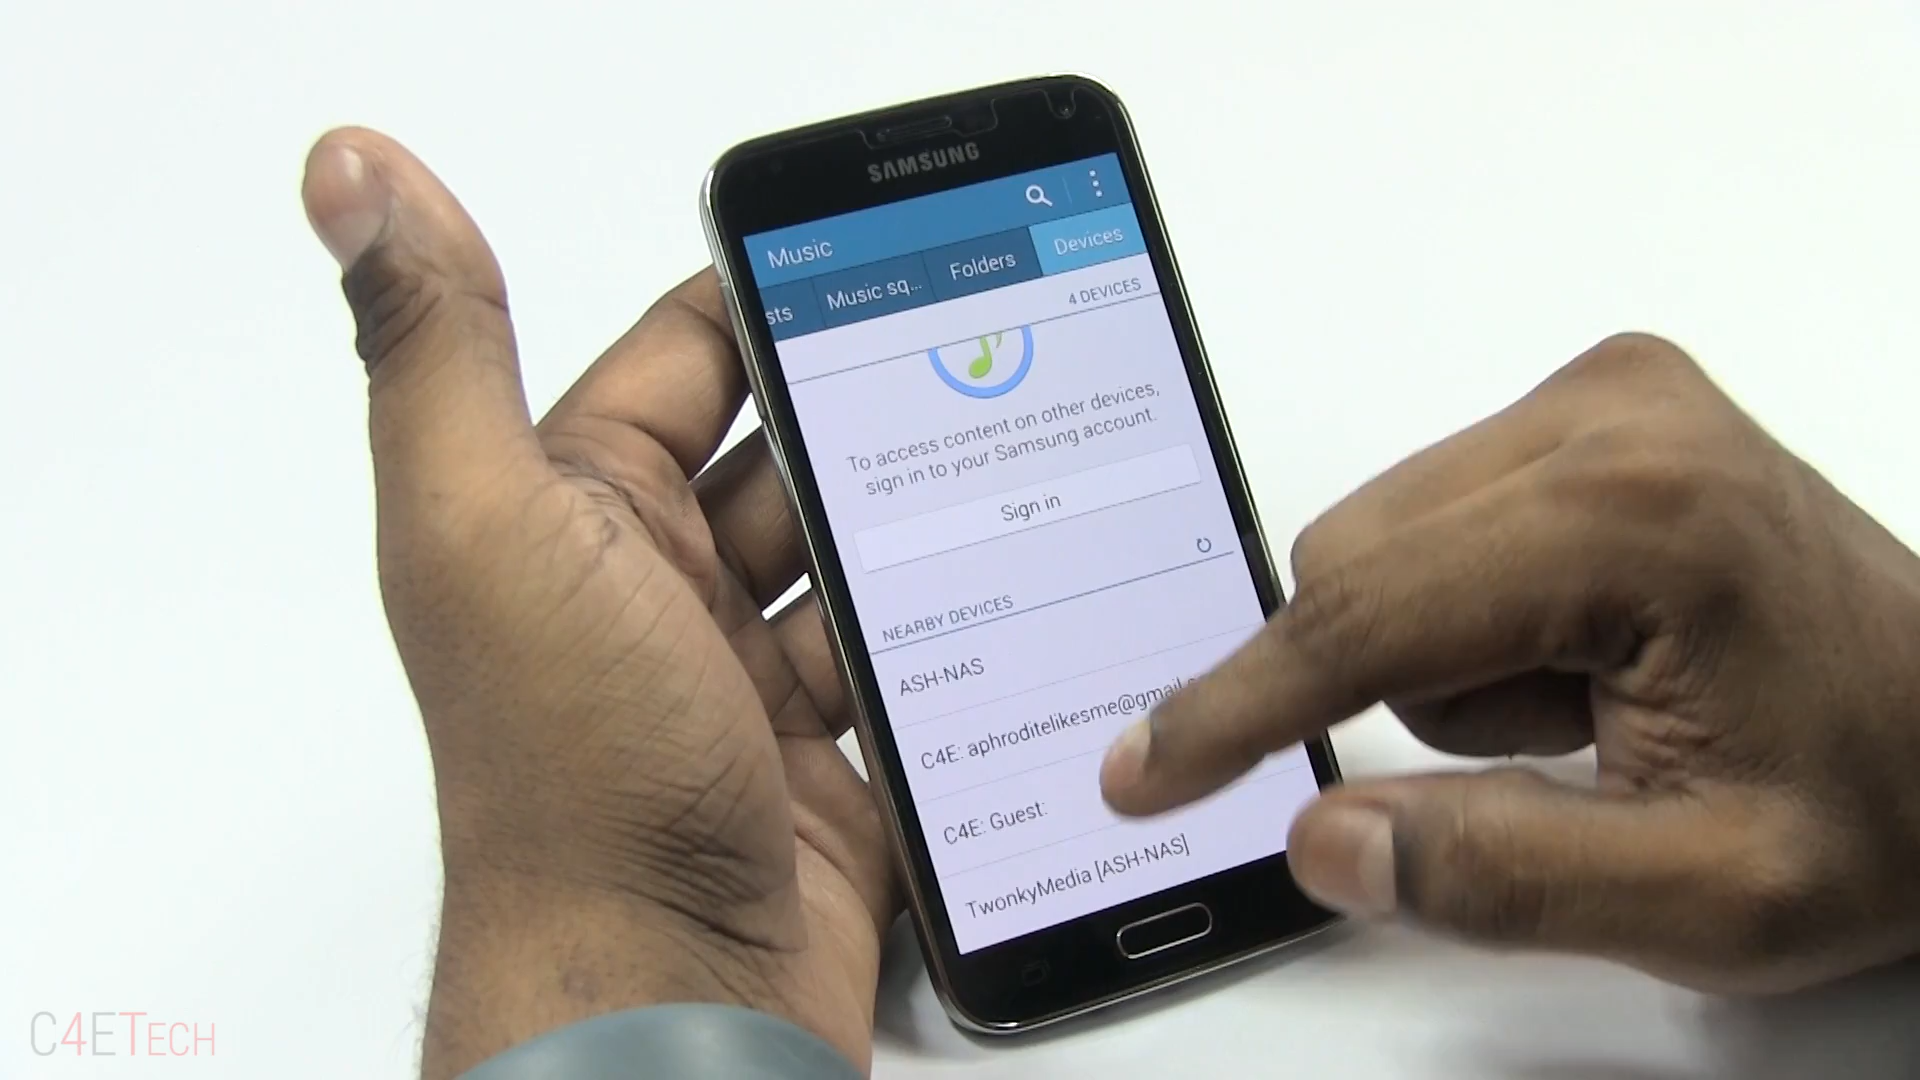 SAMSUNG
Music
sts
Music sq...
Folders
Devices
4 DEVICES
To access content on other devices,
sign in to your Samsung account.
Sign in
NEARBY DEVICES
ASH-NAS
C4E: aphroditelikesme@gmail.c
C4E: Guest:
TwonkyMedia [ASH-NAS]
C4ETECH